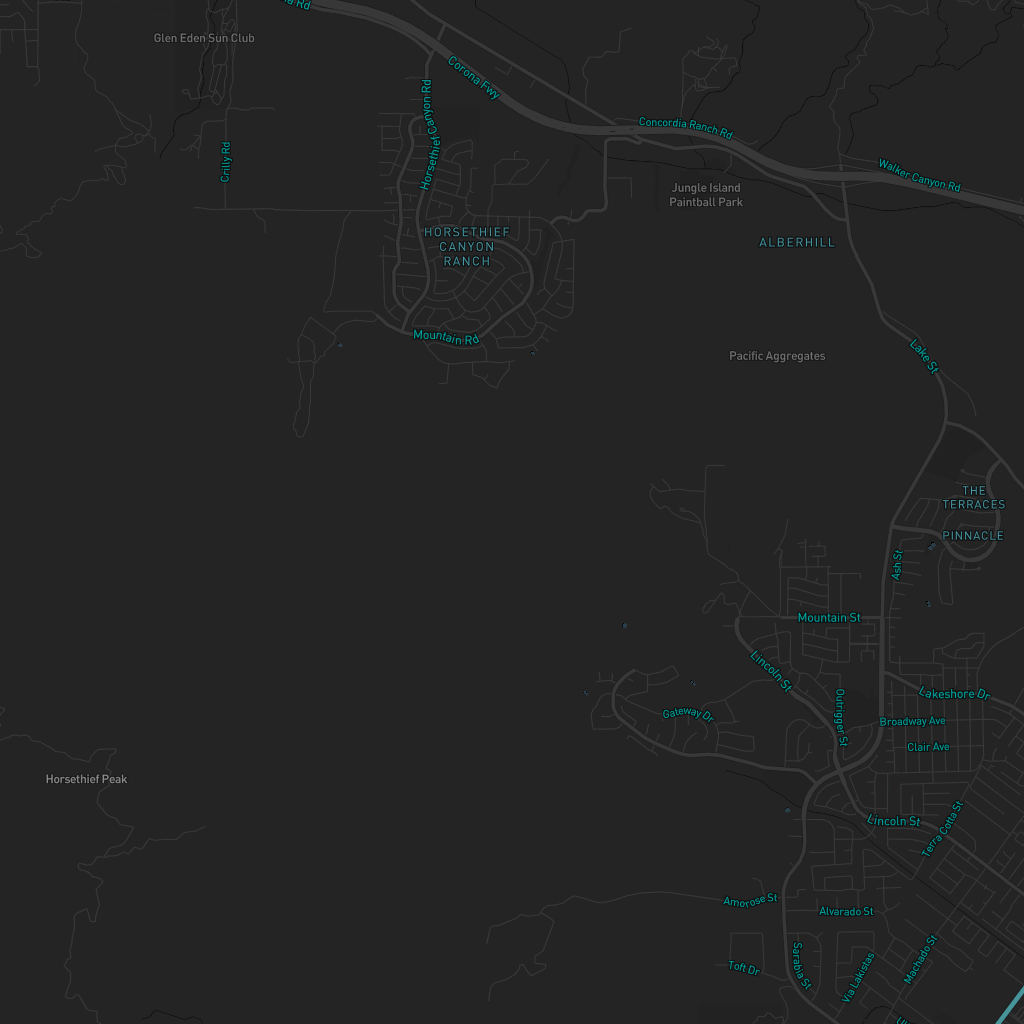 Glen Eden Sun Club
Corona Fwy
Horsethief Canyon Rd
Concordia Ranch Rd
Crilly Rd
Walker Canyon Rd
Jungle Island
Paintball Park
HORSETHIEF
CANYON
RANCH
ALBERHILL
Mountain Rd
Pacific Aggregates
Lake St
THE
TERRACES
PINNACLE
Ash St
Mountain St
Lincoln St
Lakeshore Dr
Outrigger St
Gateway Dr
Broadway Ave
Clair Ave
Horsethief Peak
Lincoln St
Terra Cotta St
Amorose St
Alvarado St
Sarabia St
Machado St
Toft Dr
Via Lakistas